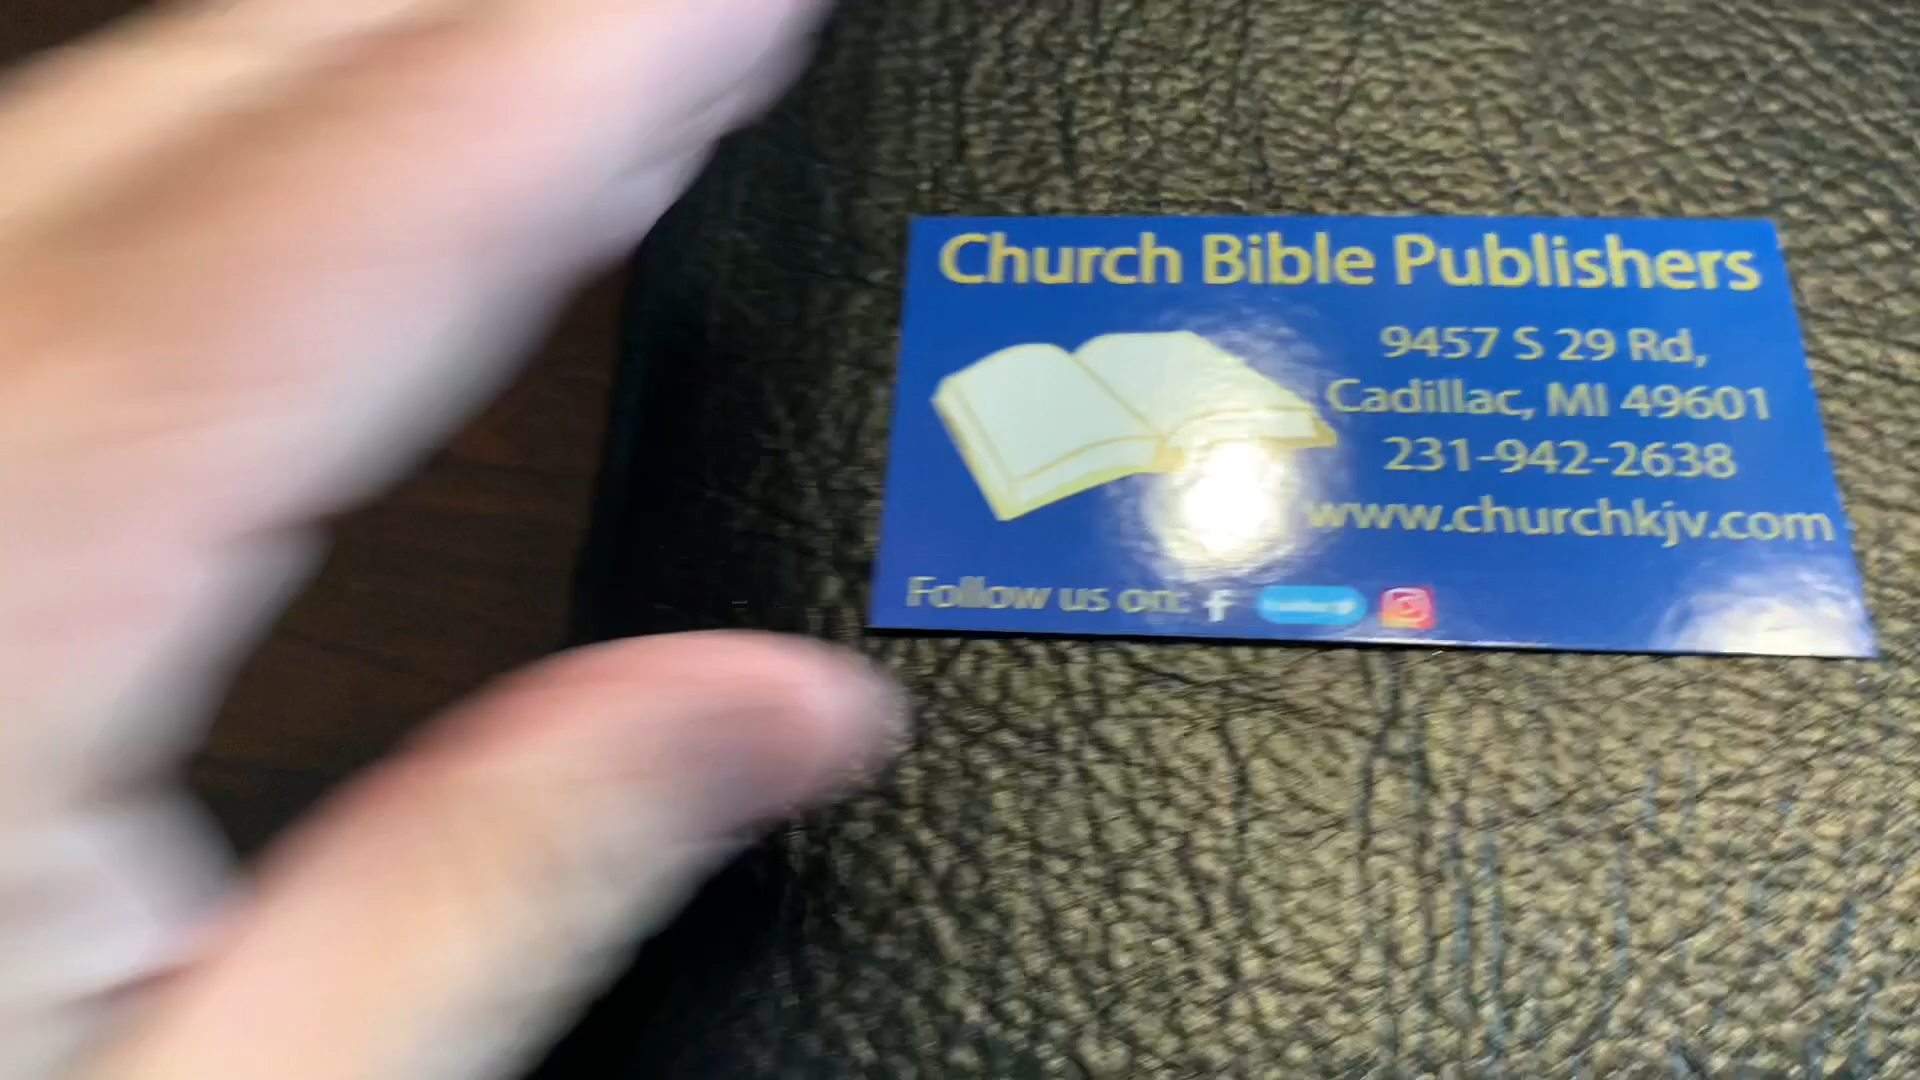 Church Bible Publishers
9457 S 29 Rd,
Cadillac, MI 49601
231-942-2638
www.churchkjv.com
Follow us on: